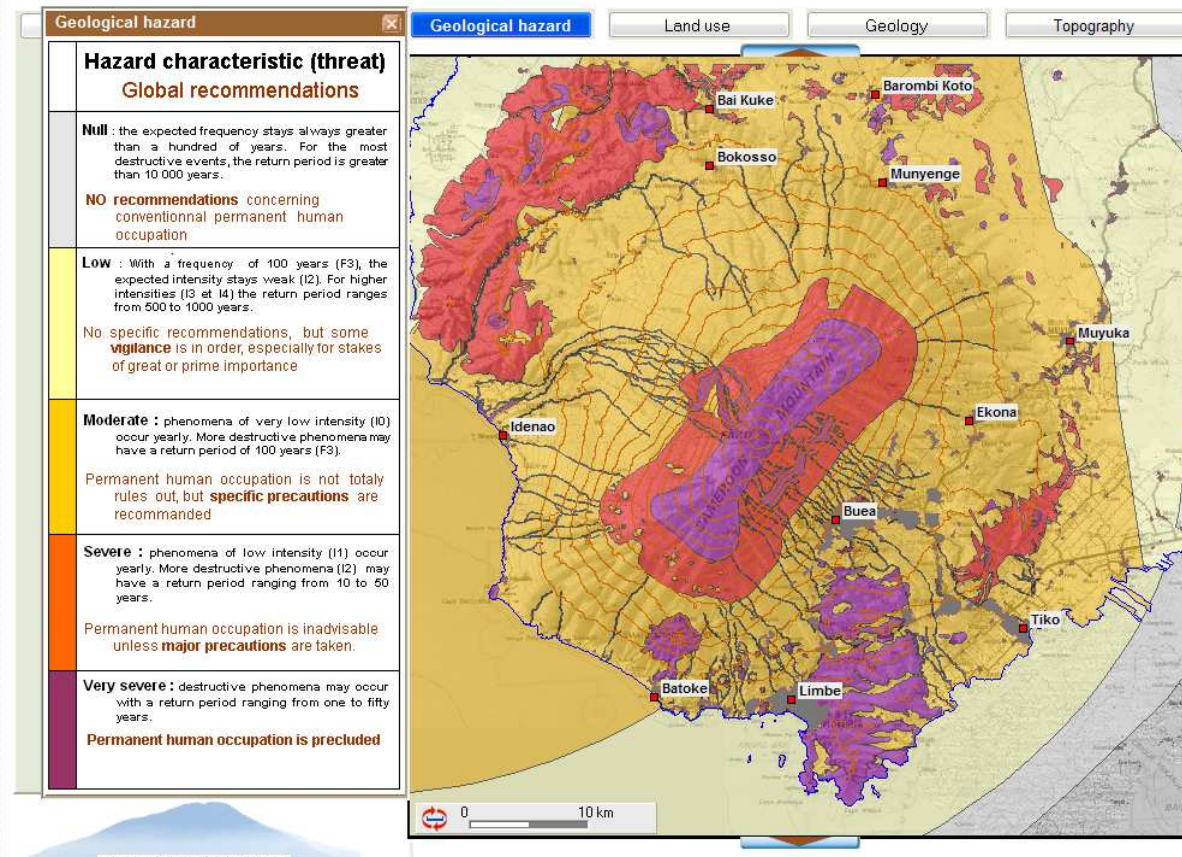 Geological hazard
Hazard characteristic (threat)
Global recommendations
Null : the expected frequency stays always greater
than a hundred of years. For the most
destructive events, the return period is greater
than 10 000 years.
NO recommendations concerning
conventionnal permanent human
occupation
Low : With a frequency of 100 years (F3), the
expected intensity stays weak (I2). For higher
intensities (I3 et I4) the return period ranges
from 500 to 1000 years.
No specific recommendations, but some
vigilance is in order, especially for stakes
of great or prime importance
Moderate : phenomena of very low intensity (I0)
occur yearly. More destructive phenomena may
have a return period of 100 years (F3).
Permanent human occupation is not totaly
rules out, but specific precautions are
recommanded
Severe : phenomena of low intensity (I1) occur
yearly. More destructive phenomena (I2) may
have a return period ranging from 10 to 50
years.
Permanent human occupation is inadvisable
unless major precautions are taken.
Very severe : destructive phenomena may occur
with a return period ranging from one to fifty
years.
Permanent human occupation is precluded
Geological hazard
Land use
Geology
Topography
Bai Kuke
Barombi Koto
Bokosso
Munyenge
Muyuka
MOUNTAIN
Ekona
Idenao
CAMEROON
Buea
Tiko
Batoke
Limbe
0 10 km